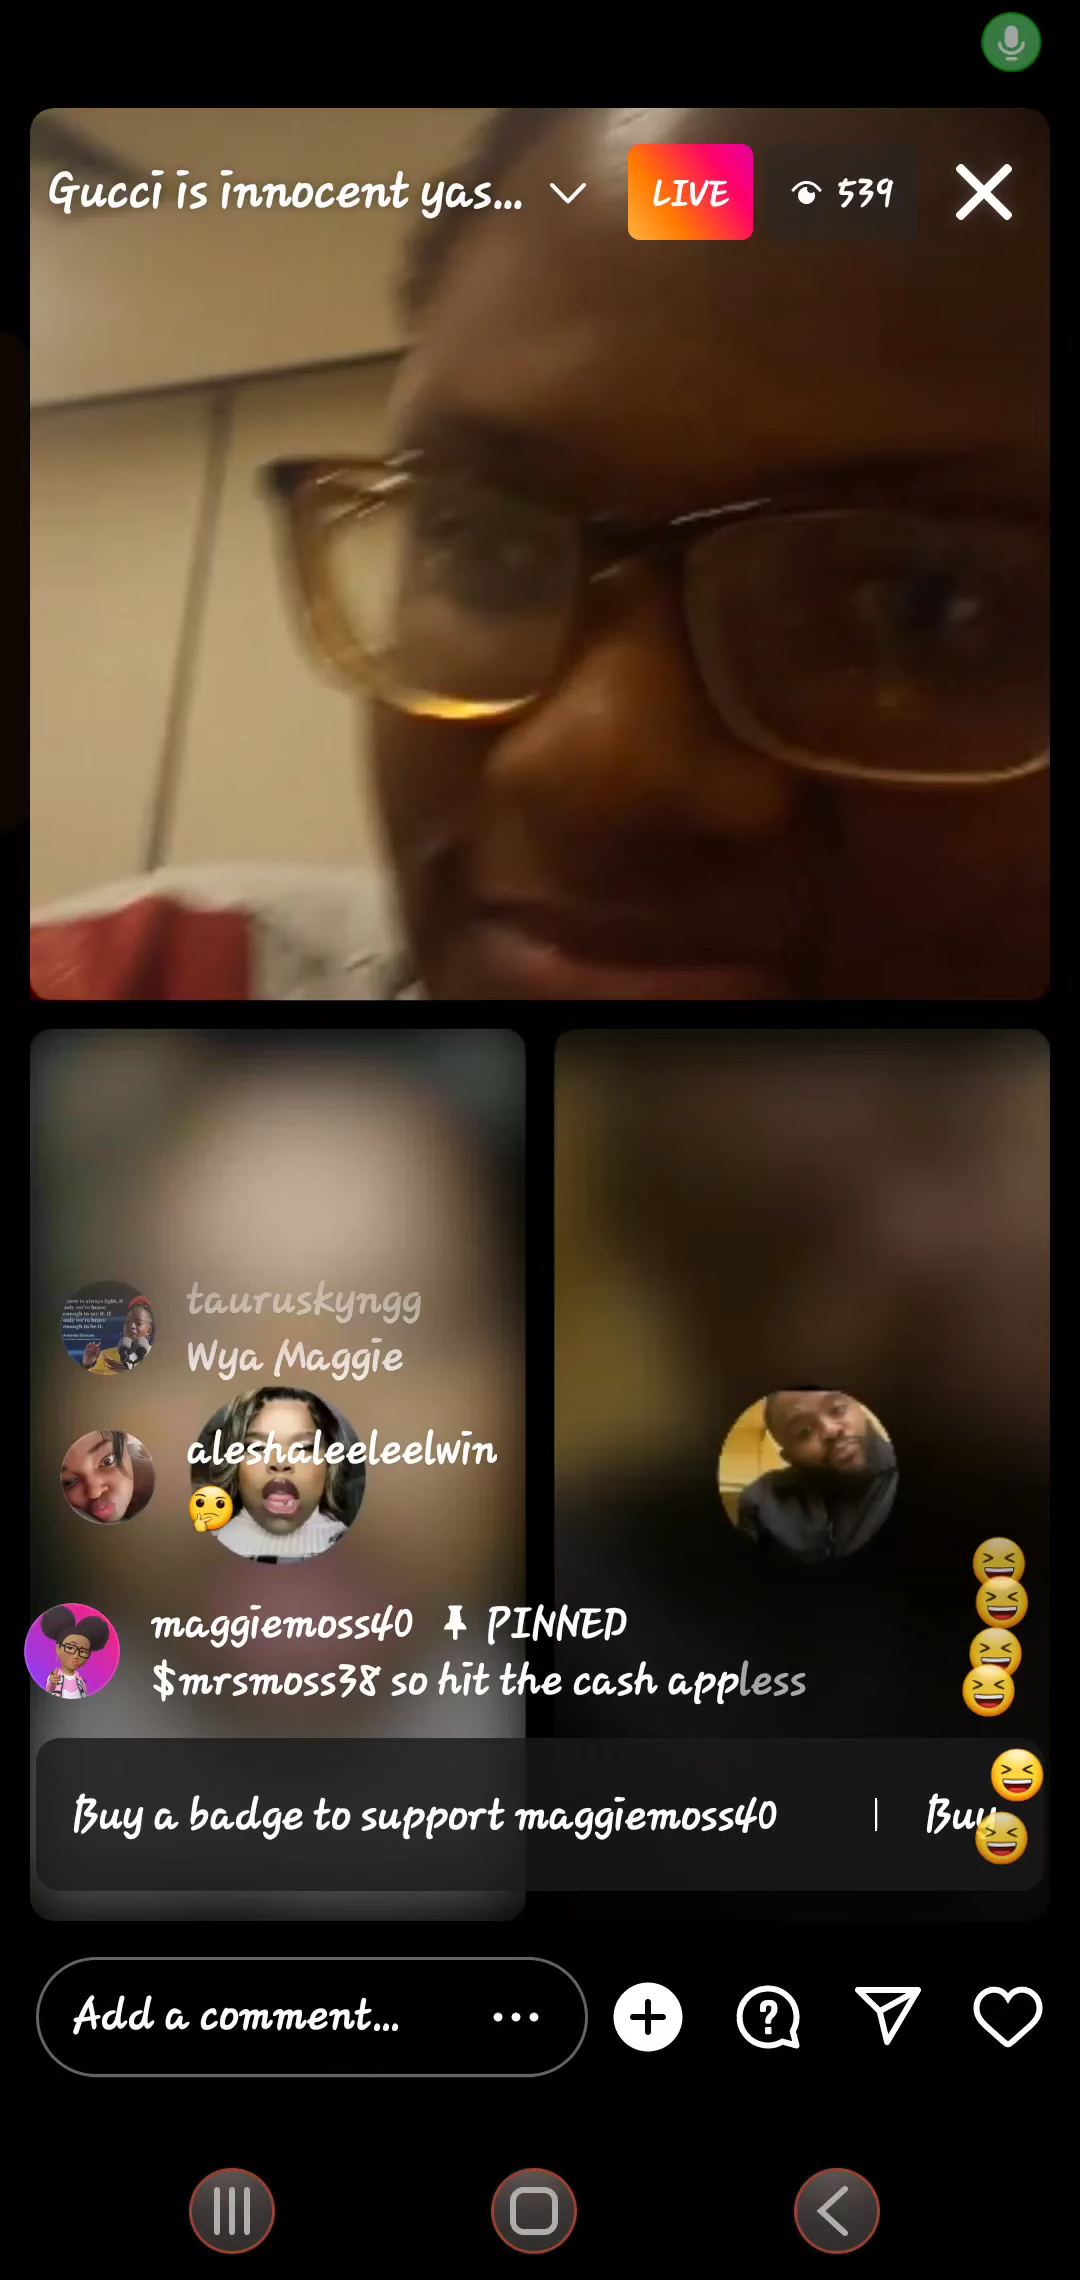 Gucci is innocent yas...
LIVE
539
tauruskyngg
Wya Maggie
aleshaleeleelwin
maggiemoss40 PINNED
$mrsmoss38 so hit the cash appless
Buy a badge to support maggiemoss40 | Buy
Add a comment...